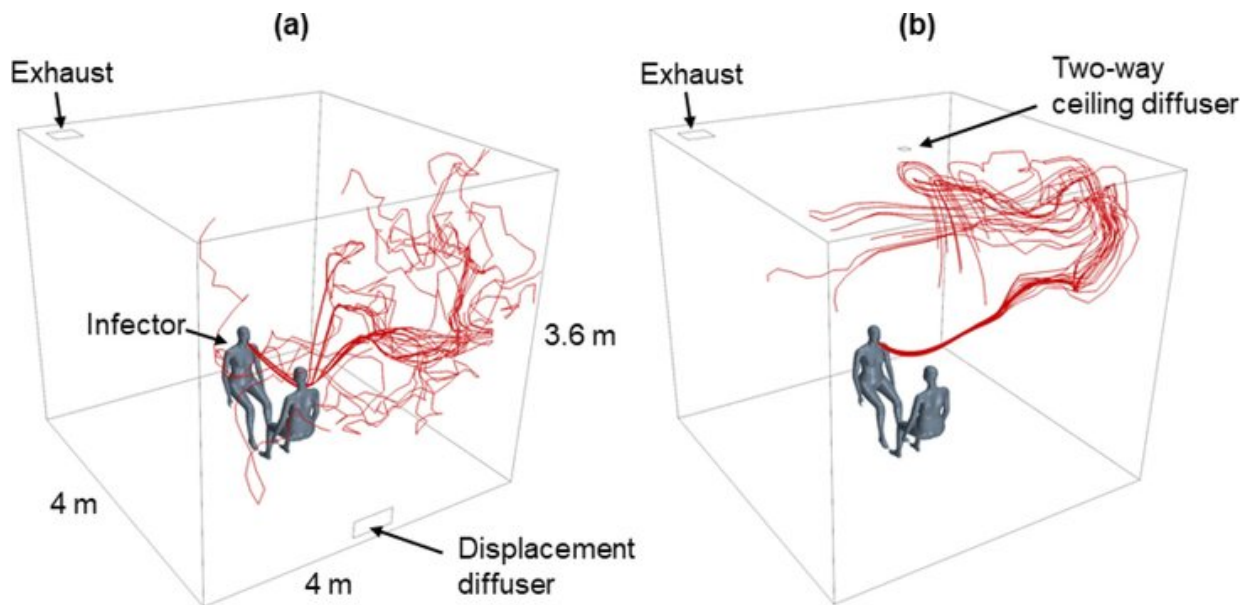 (a)
Exhaust
Infector
3.6 m
4 m
4 m
Displacement
diffuser
(b)
Exhaust
Two-way
ceiling diffuser